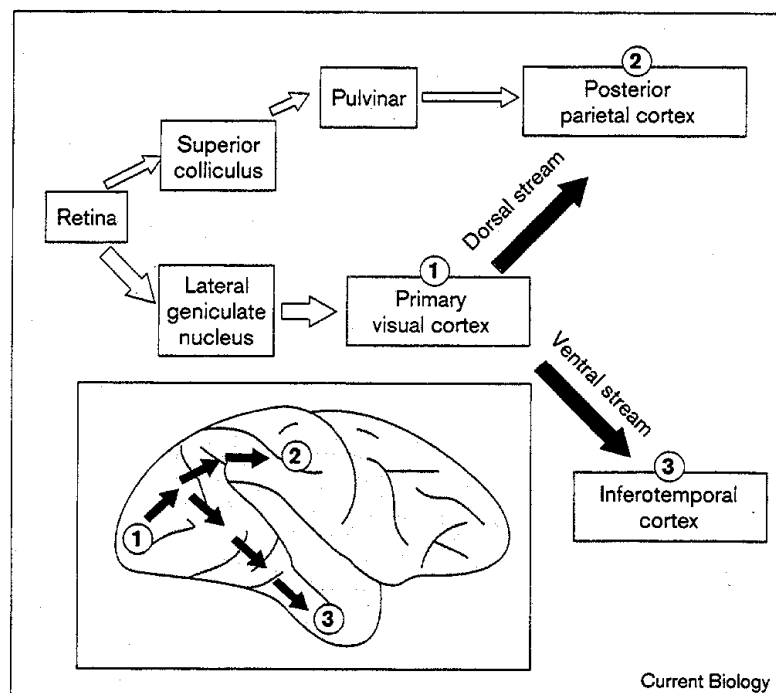 2
Pulvinar
Posterior
parietal cortex
Superior
colliculus
Retina
Dorsal stream
1
Lateral
geniculate
nucleus
Primary
visual cortex
Ventral stream
3
Inferotemporal
cortex
2
1
3
Current Biology